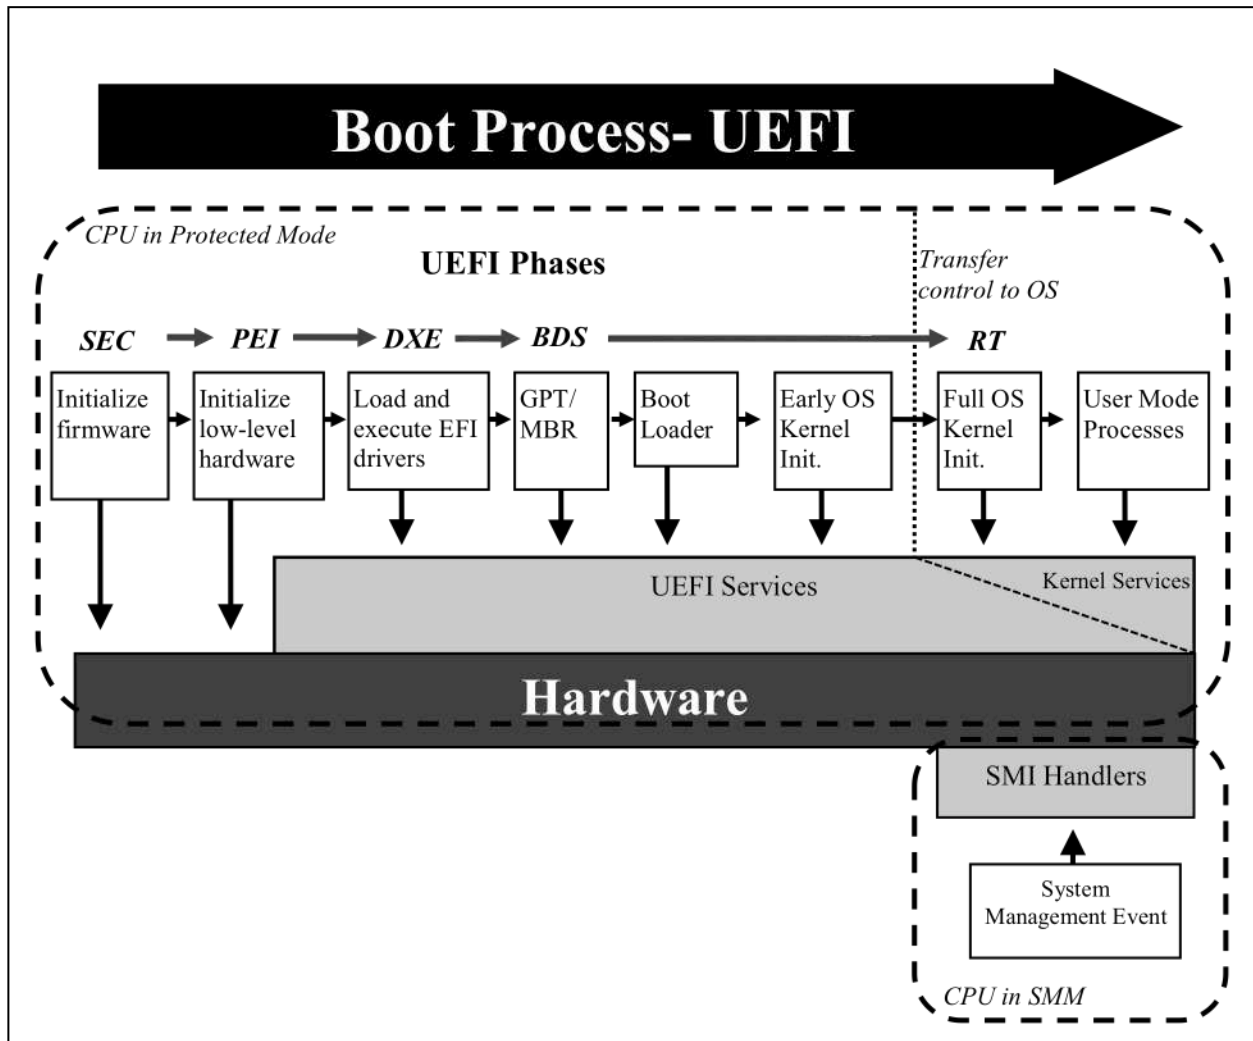 Boot Process- UEFI
CPU in Protected Mode
UEFI Phases
Transfer
control to OS
SEC
PEI
DXE
BDS
RT
Initialize
firmware
Initialize
low-level
hardware
Load and
execute EFI
drivers
GPT/
MBR
Boot
Loader
Early OS
Kernel
Init.
Full OS
Kernel
Init.
User Mode
Processes
UEFI Services
Kernel Services
Hardware
SMI Handlers
System
Management Event
CPU in SMM